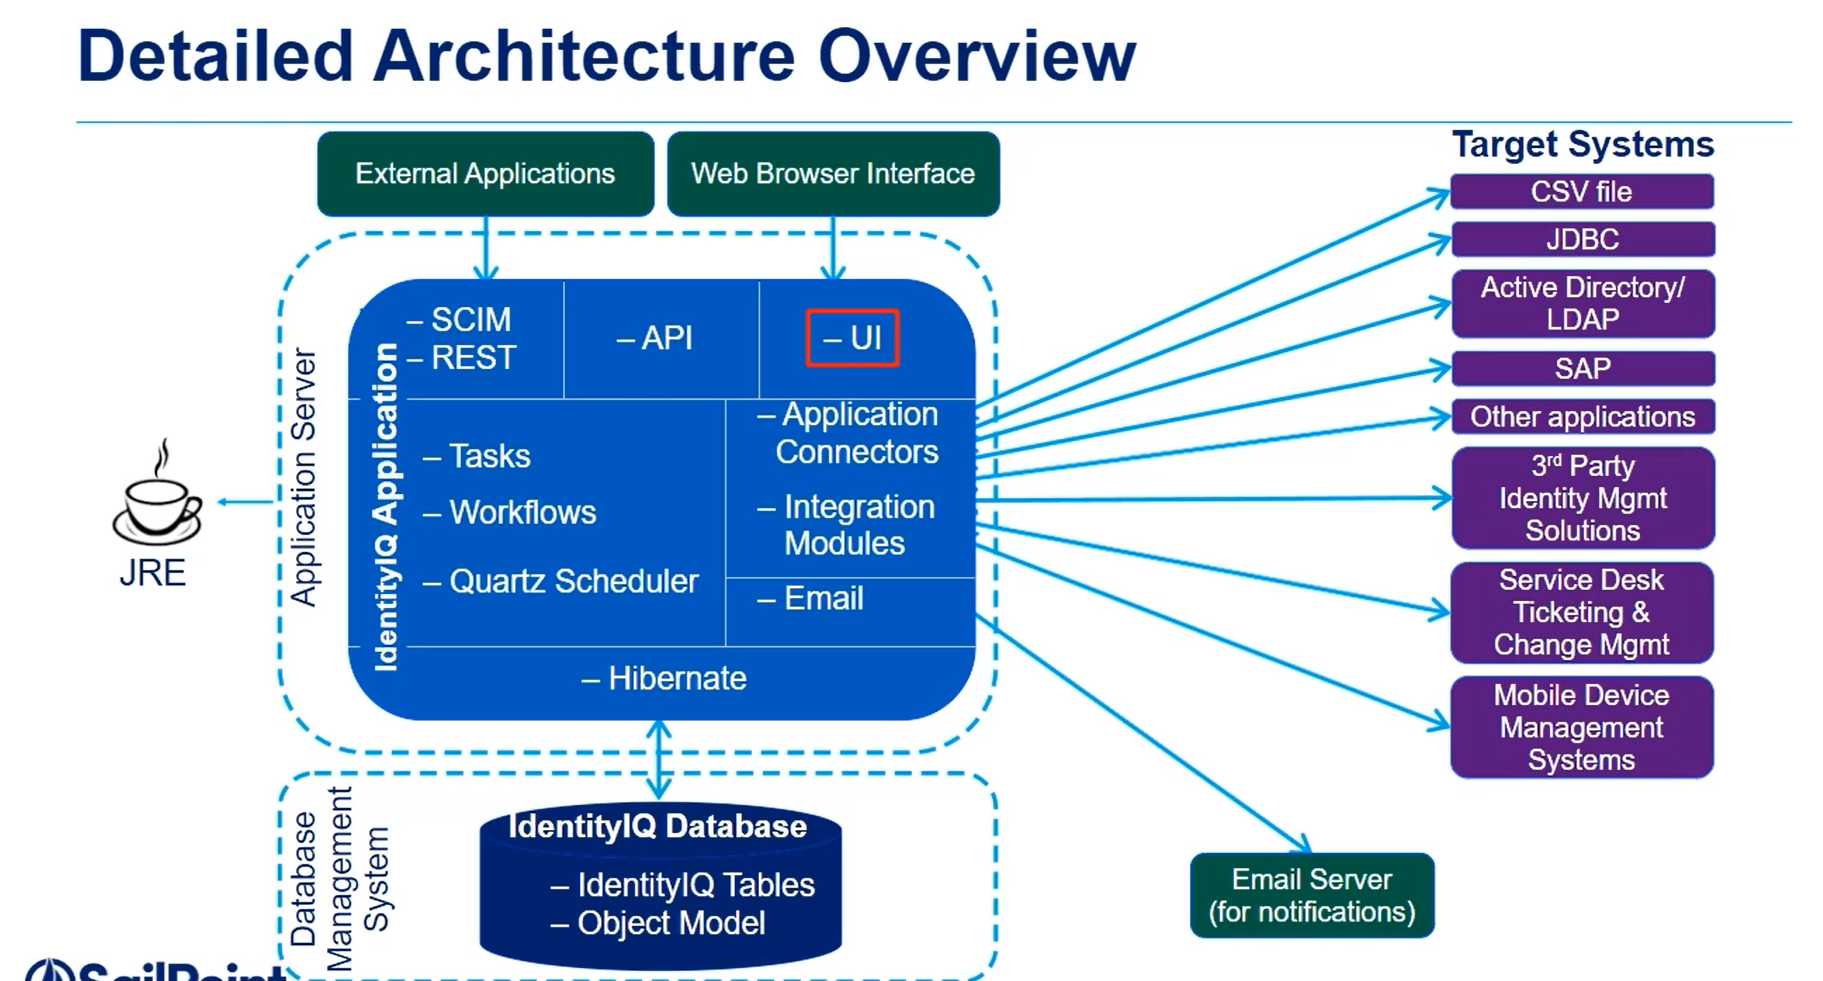 Detailed Architecture Overview
External Applications
Web Browser Interface
Target Systems
CSV file
JDBC
Active Directory/
LDAP
SAP
Other applications
3rd Party
Identity Mgmt
Solutions
Service Desk
Ticketing &
Change Mgmt
Mobile Device
Management
Systems
Application Server
IdentityIQ Application
– SCIM
– REST
– API
– UI
– Tasks
– Workflows
– Quartz Scheduler
– Application
Connectors
– Integration
Modules
– Email
– Hibernate
JRE
Database
Management
System
IdentityIQ Database
– IdentityIQ Tables
– Object Model
Email Server
(for notifications)
SailPoint